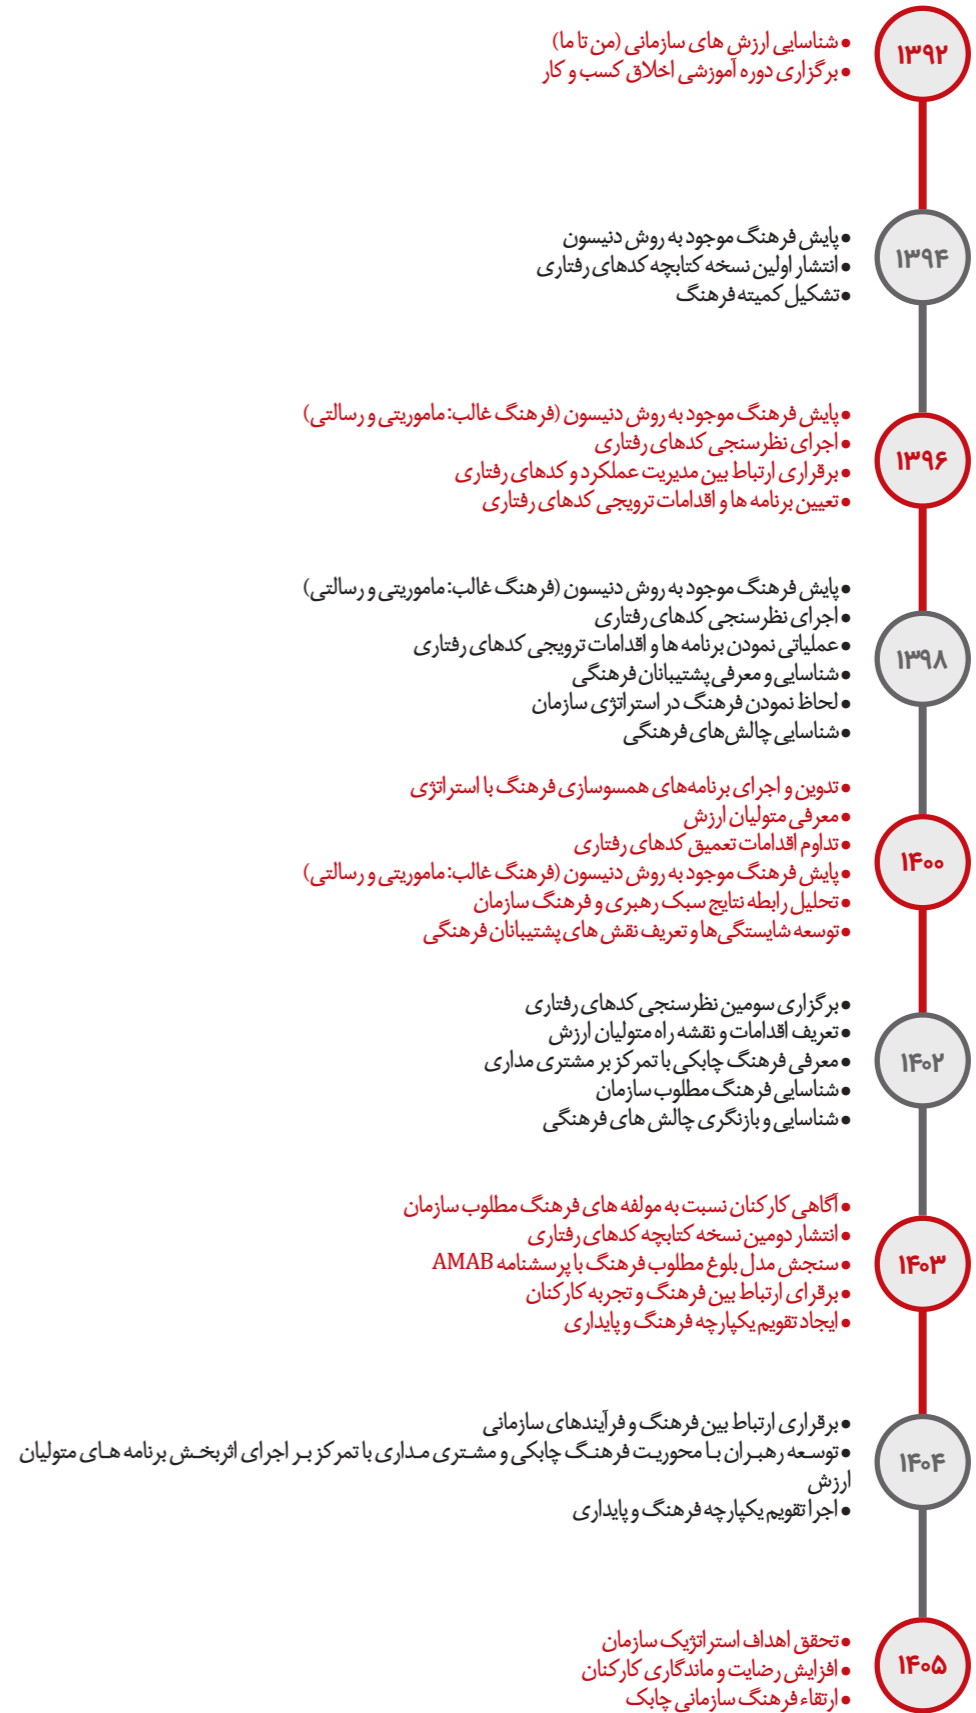 ۱۳۹۲
• شناسایی ارزش های سازمانی (من تا ما)
• برگزاری دوره آموزشی اخلاق کسب و کار
۱۳۹۴
• پایش فرهنگ موجود به روش دنیسون
• انتشار اولین نسخه کتابچه کدهای رفتاری
• تشکیل کمیته فرهنگ
۱۳۹۶
• پایش فرهنگ موجود به روش دنیسون (فرهنگ غالب: ماموریتی و رسالتی)
• اجرای نظرسنجی کدهای رفتاری
• برقراری ارتباط بین مدیریت عملکرد و کدهای رفتاری
• تعیین برنامه ها و اقدامات ترویجی کدهای رفتاری
۱۳۹۸
• پایش فرهنگ موجود به روش دنیسون (فرهنگ غالب: ماموریتی و رسالتی)
• اجرای نظرسنجی کدهای رفتاری
• عملیاتی نمودن برنامه ها و اقدامات ترویجی کدهای رفتاری
• شناسایی و معرفی پشتیبانان فرهنگی
• لحاظ نمودن فرهنگ در استراتژی سازمان
• شناسایی چالش‌های فرهنگی
۱۴۰۰
• تدوین و اجرای برنامه‌های همسوسازی فرهنگ با استراتژی
• معرفی متولیان ارزش
• تداوم اقدامات تعمیق کدهای رفتاری
• پایش فرهنگ موجود به روش دنیسون (فرهنگ غالب: ماموریتی و رسالتی)
• تحلیل رابطه نتایج سبک رهبری و فرهنگ سازمان
• توسعه شایستگی‌ها و تعریف نقش های پشتیبانان فرهنگی
۱۴۰۲
• برگزاری سومین نظرسنجی کدهای رفتاری
• تعریف اقدامات و نقشه راه متولیان ارزش
• معرفی فرهنگ چابکی با تمرکز بر مشتری مداری
• شناسایی فرهنگ مطلوب سازمان
• شناسایی و بازنگری چالش های فرهنگی
۱۴۰۳
• آگاهی کارکنان نسبت به مولفه های فرهنگ مطلوب سازمان
• انتشار دومین نسخه کتابچه کدهای رفتاری
• سنجش مدل بلوغ مطلوب فرهنگ با پرسشنامه AMAB
• برقرای ارتباط بین فرهنگ و تجربه کارکنان
• ایجاد تقویم یکپارچه فرهنگ و پایداری
۱۴۰۴
• برقراری ارتباط بین فرهنگ و فرآیندهای سازمانی
• توسعه رهبران با محوریت فرهنگ چابکی و مشتری مداری با تمرکز بر اجرای اثربخش برنامه های متولیان
ارزش
• اجرا تقویم یکپارچه فرهنگ و پایداری
۱۴۰۵
• تحقق اهداف استراتژیک سازمان
• افزایش رضایت و ماندگاری کارکنان
• ارتقاء فرهنگ سازمانی چابک